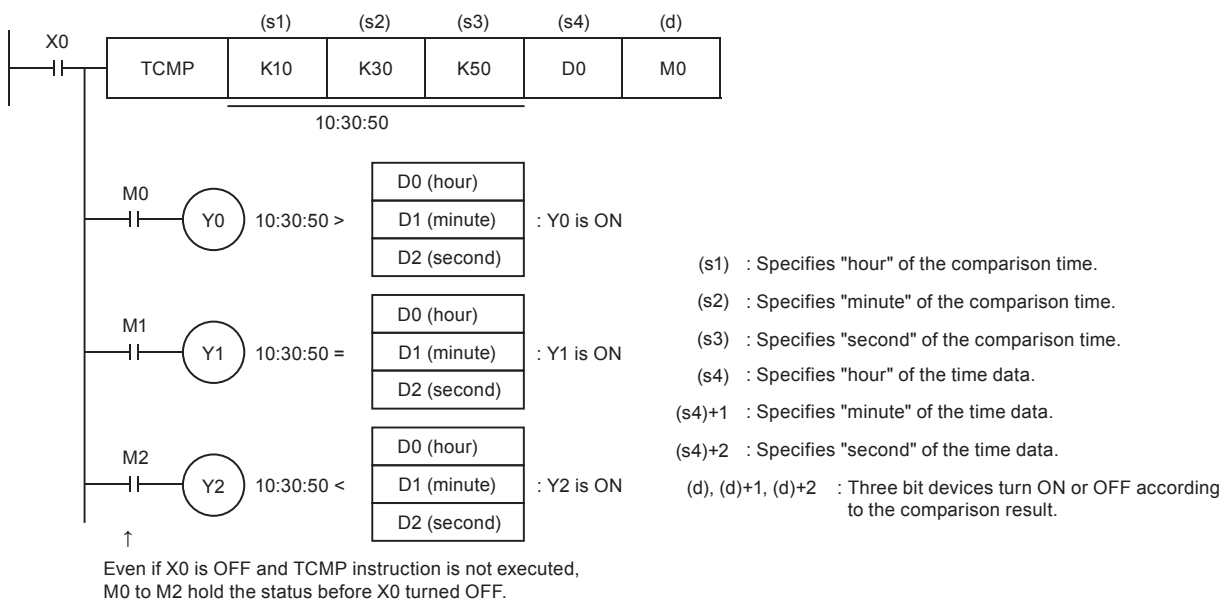 (s1) (s2) (s3) (s4) (d)
X0
TCMP K10 K30 K50 D0 M0
10:30:50
M0
Y0 10:30:50 >
D0 (hour)
D1 (minute)
D2 (second)
: Y0 is ON
M1
Y1 10:30:50 =
D0 (hour)
D1 (minute)
D2 (second)
: Y1 is ON
M2
Y2 10:30:50 <
D0 (hour)
D1 (minute)
D2 (second)
: Y2 is ON
↑
Even if X0 is OFF and TCMP instruction is not executed,
M0 to M2 hold the status before X0 turned OFF.
(s1) : Specifies "hour" of the comparison time.
(s2) : Specifies "minute" of the comparison time.
(s3) : Specifies "second" of the comparison time.
(s4) : Specifies "hour" of the time data.
(s4)+1 : Specifies "minute" of the time data.
(s4)+2 : Specifies "second" of the time data.
(d), (d)+1, (d)+2 : Three bit devices turn ON or OFF according
to the comparison result.